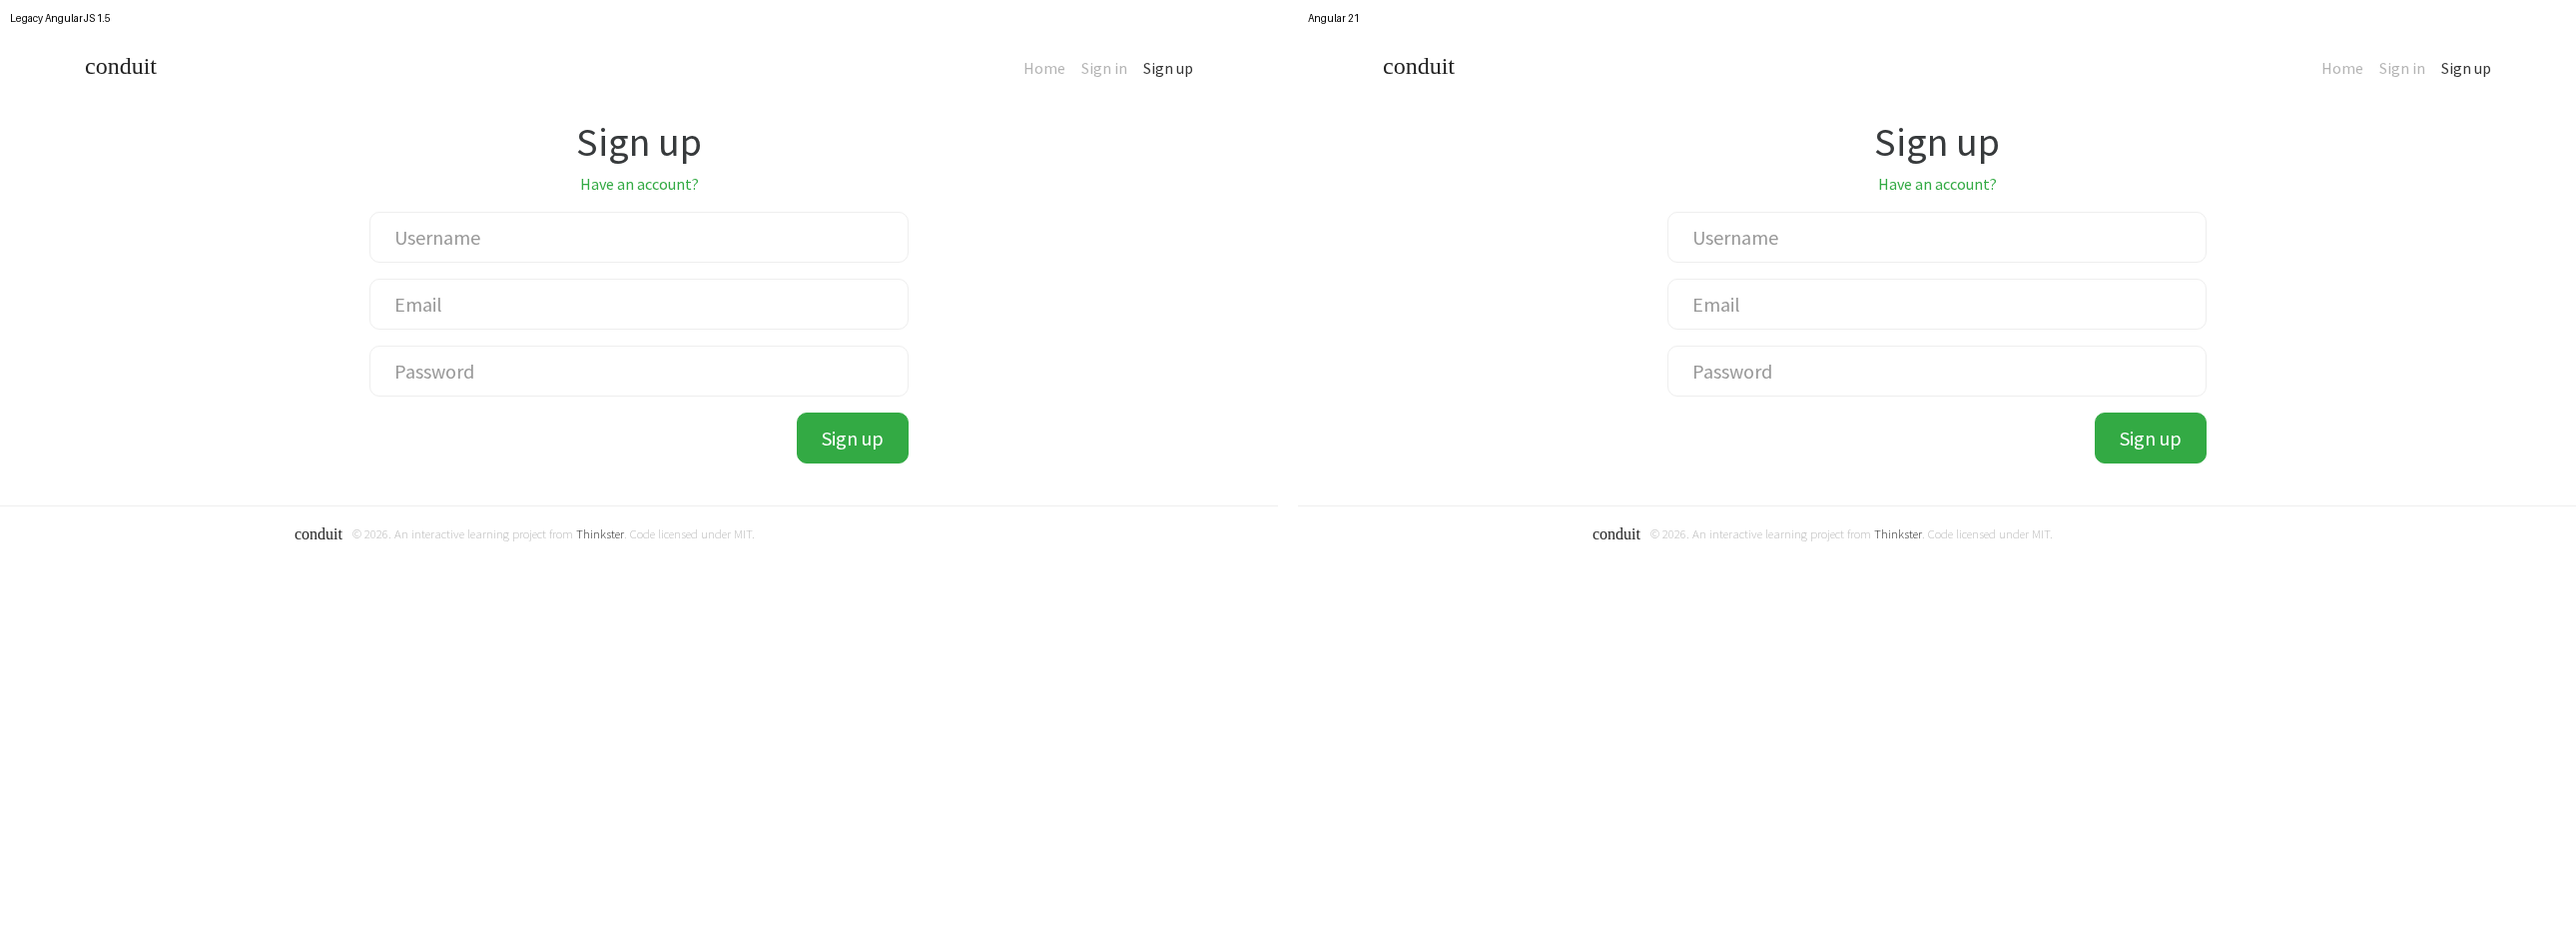 Legacy AngularJS 1.5
conduit
Home Sign in Sign up
Sign up
Have an account?
Username
Email
Password
Sign up
conduit © 2026. An interactive learning project from Thinkster. Code licensed under MIT.
Angular 21
conduit
Home Sign in Sign up
Sign up
Have an account?
Username
Email
Password
Sign up
conduit © 2026. An interactive learning project from Thinkster. Code licensed under MIT.